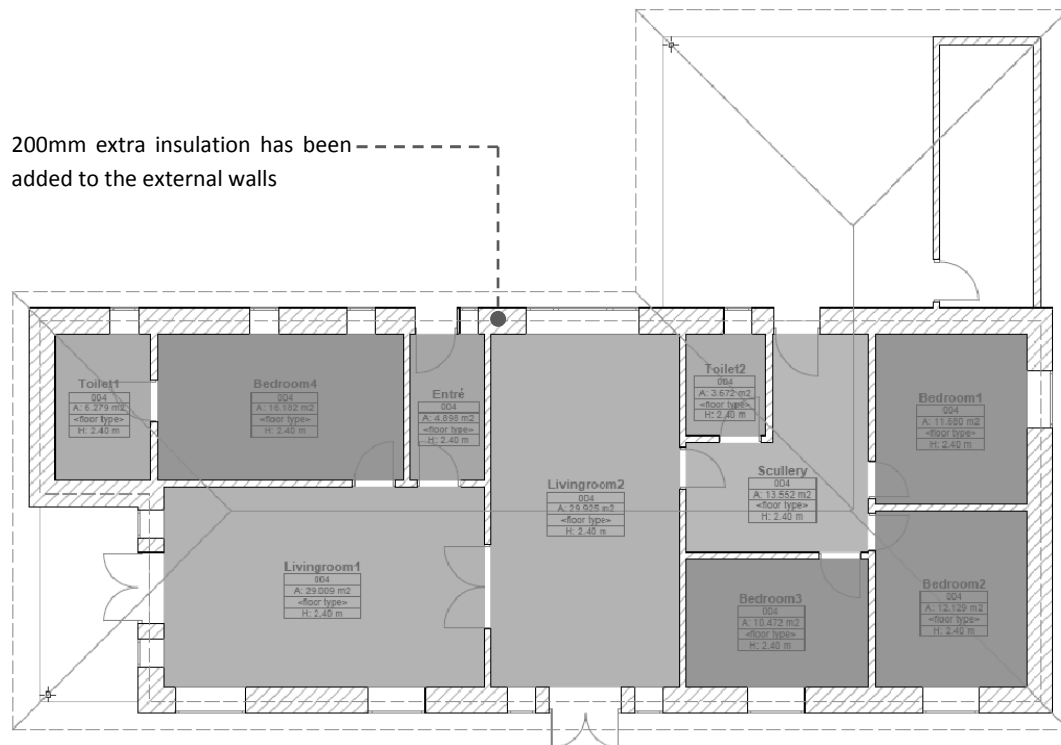 200mm extra insulation has been
added to the external walls
Toilet1
004
A: 6.279 m2
<floor type>
H: 2.40 m
Bedroom4
004
A: 16.182 m2
<floor type>
H: 2.40 m
Entré
004
A: 4.898 m2
<floor type>
H: 2.40 m
Toilet2
004
A: 3.672 m2
<floor type>
H: 2.40 m
Bedroom1
004
A: 11.680 m2
<floor type>
H: 2.40 m
Scullery
004
A: 13.552 m2
<floor type>
H: 2.40 m
Livingroom2
004
A: 29.925 m2
<floor type>
H: 2.40 m
Livingroom1
004
A: 29.009 m2
<floor type>
H: 2.40 m
Bedroom3
004
A: 10.472 m2
<floor type>
H: 2.40 m
Bedroom2
004
A: 12.129 m2
<floor type>
H: 2.40 m